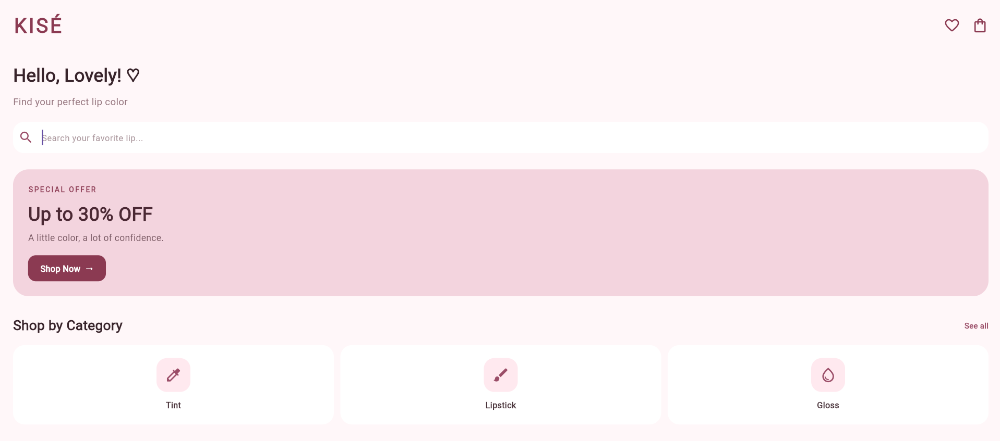 KISÉ
Hello, Lovely! ♡
Find your perfect lip color
Search your favorite lip...
SPECIAL OFFER
Up to 30% OFF
A little color, a lot of confidence.
Shop Now →
Shop by Category
See all
Tint
Lipstick
Gloss